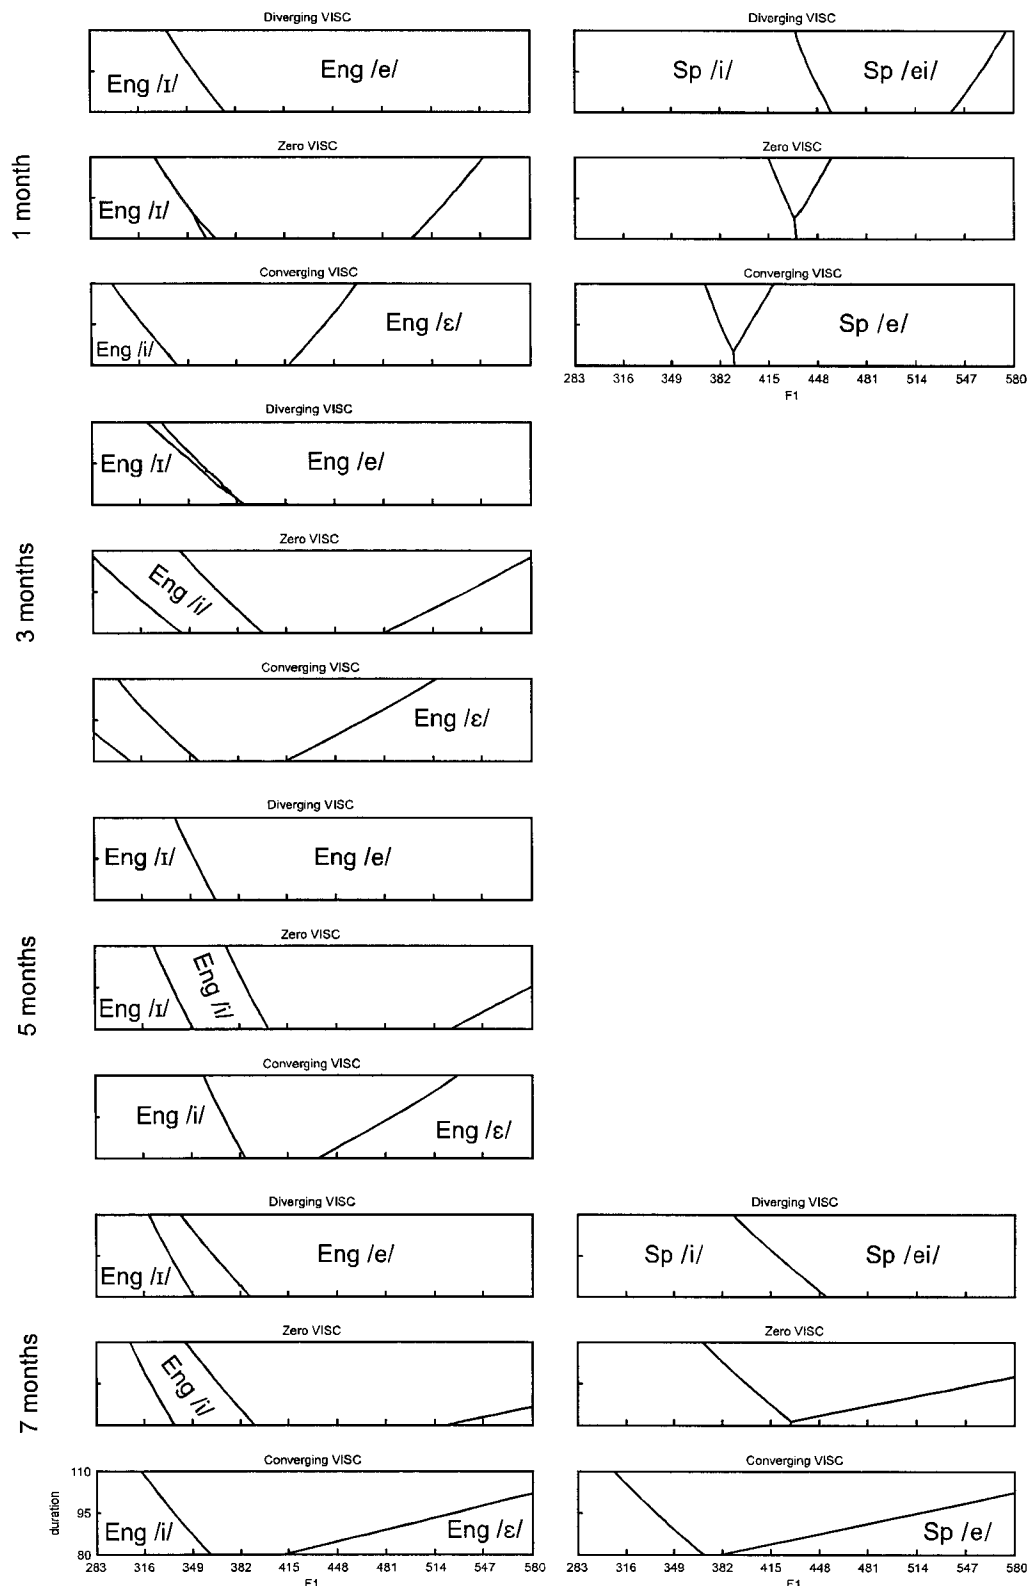 1 month
Diverging VISC
Eng /ɪ/
Eng /e/
Zero VISC
Eng /ɪ/
Converging VISC
Eng /i/
Eng /ɛ/
Diverging VISC
Sp /i/
Sp /ei/
Zero VISC
Converging VISC
Sp /e/
283 316 349 382 415 448 481 514 547 580
F1
3 months
Diverging VISC
Eng /ɪ/
Eng /e/
Zero VISC
Eng /i/
Converging VISC
Eng /ɛ/
5 months
Diverging VISC
Eng /ɪ/
Eng /e/
Zero VISC
Eng /ɪ/
Eng /i/
Converging VISC
Eng /i/
Eng /ɛ/
7 months
Diverging VISC
Eng /ɪ/
Eng /e/
Zero VISC
Eng /i/
Converging VISC
duration
110
95
80
Eng /i/
Eng /ɛ/
283 316 349 382 415 448 481 514 547 580
F1
Diverging VISC
Sp /i/
Sp /ei/
Zero VISC
Converging VISC
Sp /e/
283 316 349 382 415 448 481 514 547 580
F1